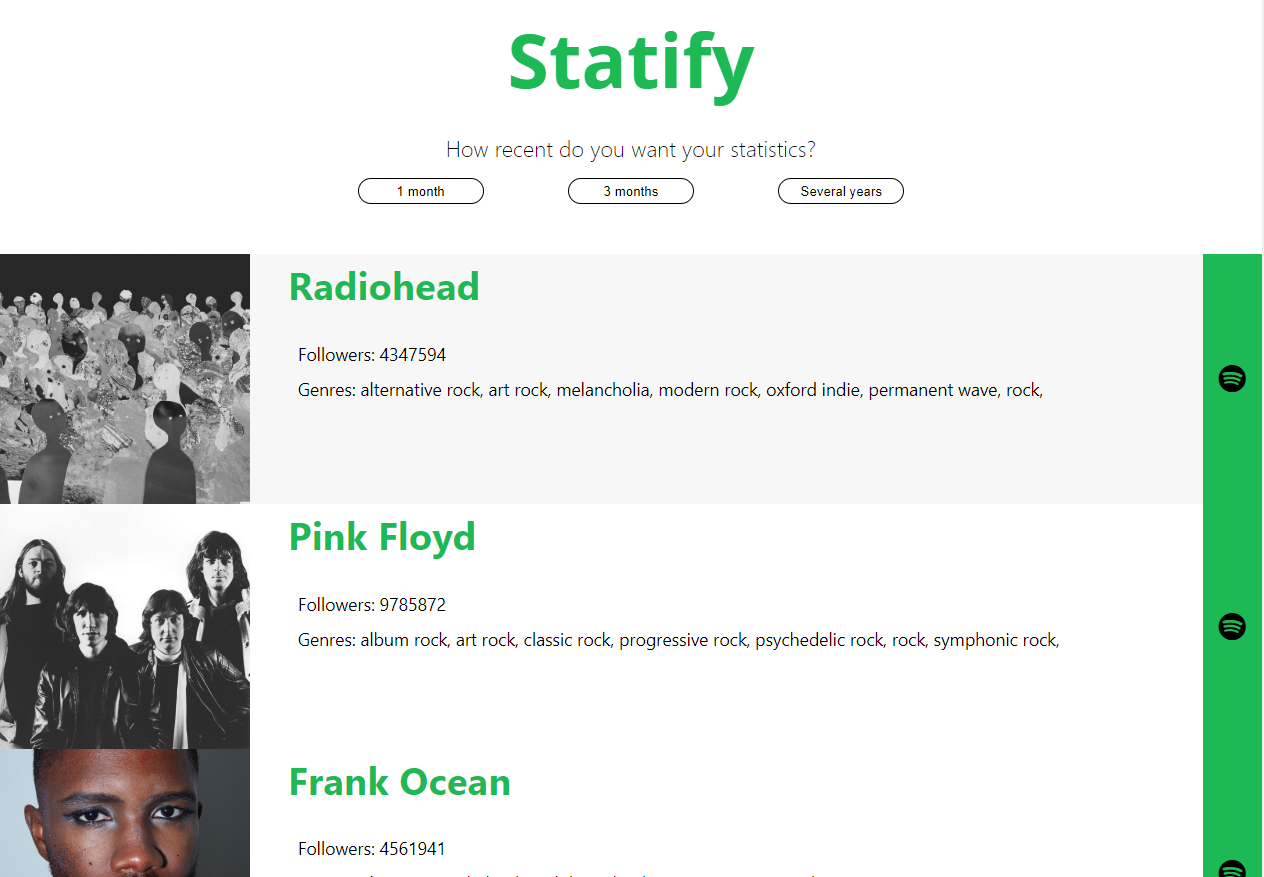 Statify
How recent do you want your statistics?
1 month
3 months
Several years
Radiohead
Followers: 4347594
Genres: alternative rock, art rock, melancholia, modern rock, oxford indie, permanent wave, rock,
Pink Floyd
Followers: 9785872
Genres: album rock, art rock, classic rock, progressive rock, psychedelic rock, rock, symphonic rock,
Frank Ocean
Followers: 4561941